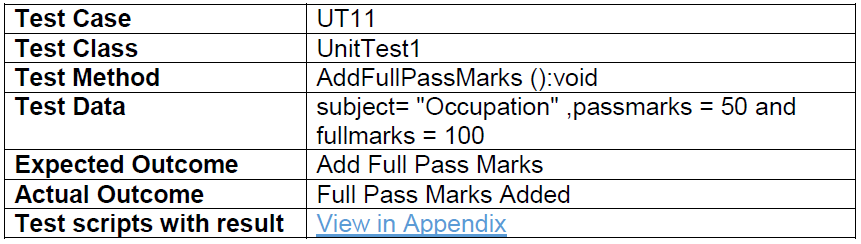 Test Case UT11
Test Class UnitTest1
Test Method AddFullPassMarks ():void
Test Data subject= "Occupation" ,passmarks = 50 and
fullmarks = 100
Expected Outcome Add Full Pass Marks
Actual Outcome Full Pass Marks Added
Test scripts with result View in Appendix